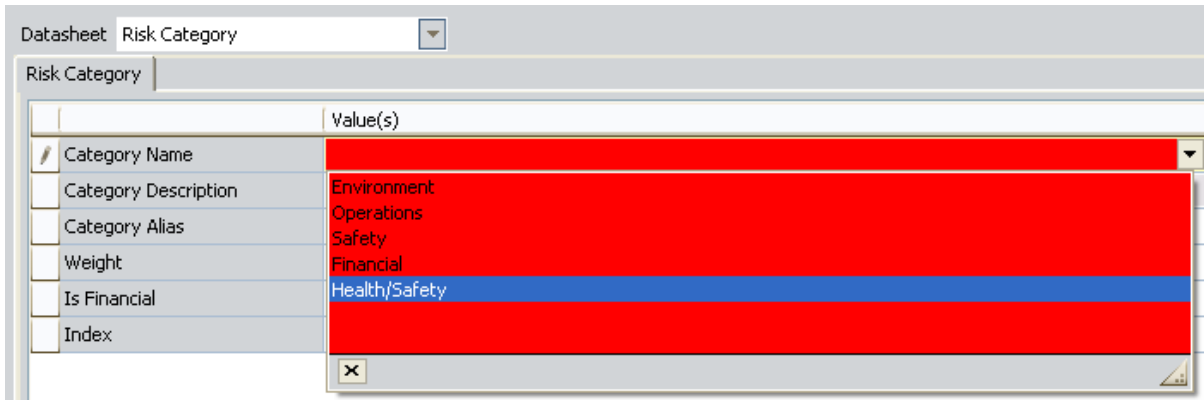 Datasheet Risk Category
Risk Category
Value(s)
Category Name
Category Description
Category Alias
Weight
Is Financial
Index
Environment
Operations
Safety
Financial
Health/Safety